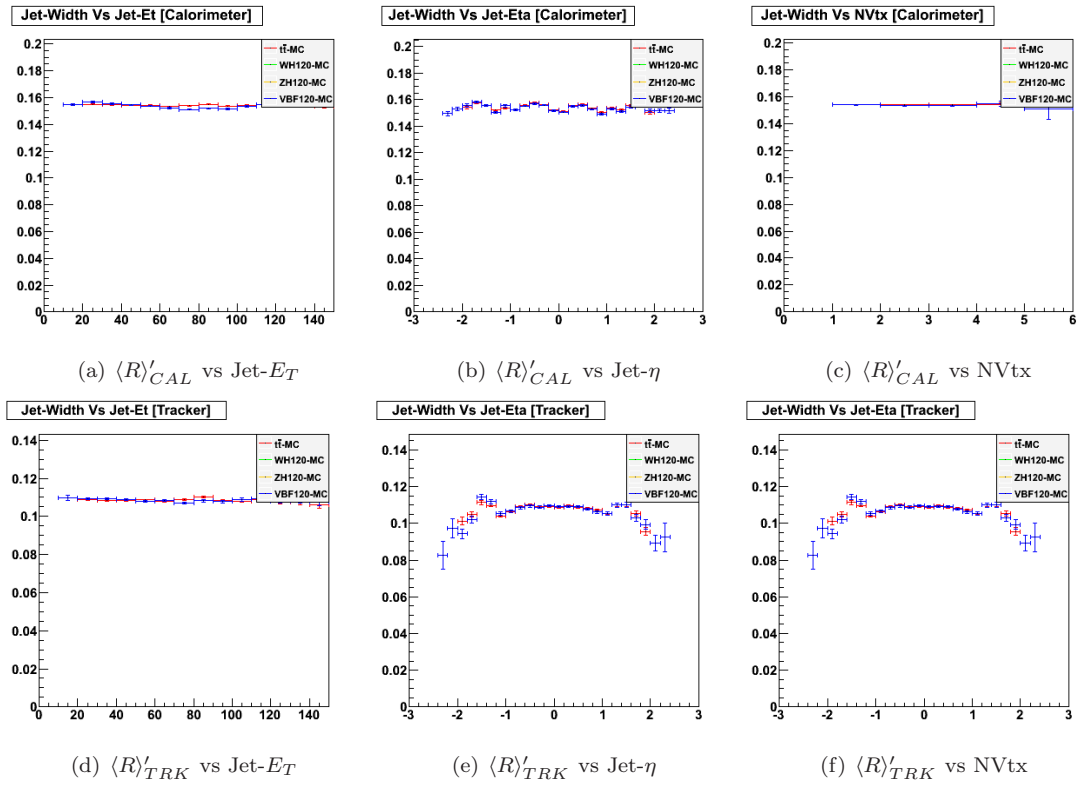 Jet-Width Vs Jet-Et [Calorimeter]
0.2
0.18
0.16
0.14
0.12
0.1
0.08
0.06
0.04
0.02
0
0 20 40 60 80 100 120 140
tt̄-MC
WH120-MC
ZH120-MC
VBF120-MC
(a) ⟨R⟩′CAL vs Jet-ET
Jet-Width Vs Jet-Eta [Calorimeter]
0.2
0.18
0.16
0.14
0.12
0.1
0.08
0.06
0.04
0.02
0
-3 -2 -1 0 1 2 3
tt̄-MC
WH120-MC
ZH120-MC
VBF120-MC
(b) ⟨R⟩′CAL vs Jet-η
Jet-Width Vs NVtx [Calorimeter]
0.2
0.18
0.16
0.14
0.12
0.1
0.08
0.06
0.04
0.02
0
0 1 2 3 4 5 6
tt̄-MC
WH120-MC
ZH120-MC
VBF120-MC
(c) ⟨R⟩′CAL vs NVtx
Jet-Width Vs Jet-Et [Tracker]
0.14
0.12
0.1
0.08
0.06
0.04
0.02
0
0 20 40 60 80 100 120 140
tt̄-MC
WH120-MC
ZH120-MC
VBF120-MC
(d) ⟨R⟩′TRK vs Jet-ET
Jet-Width Vs Jet-Eta [Tracker]
0.14
0.12
0.1
0.08
0.06
0.04
0.02
0
-3 -2 -1 0 1 2 3
tt̄-MC
WH120-MC
ZH120-MC
VBF120-MC
(e) ⟨R⟩′TRK vs Jet-η
Jet-Width Vs Jet-Eta [Tracker]
0.14
0.12
0.1
0.08
0.06
0.04
0.02
0
-3 -2 -1 0 1 2 3
tt̄-MC
WH120-MC
ZH120-MC
VBF120-MC
(f) ⟨R⟩′TRK vs NVtx